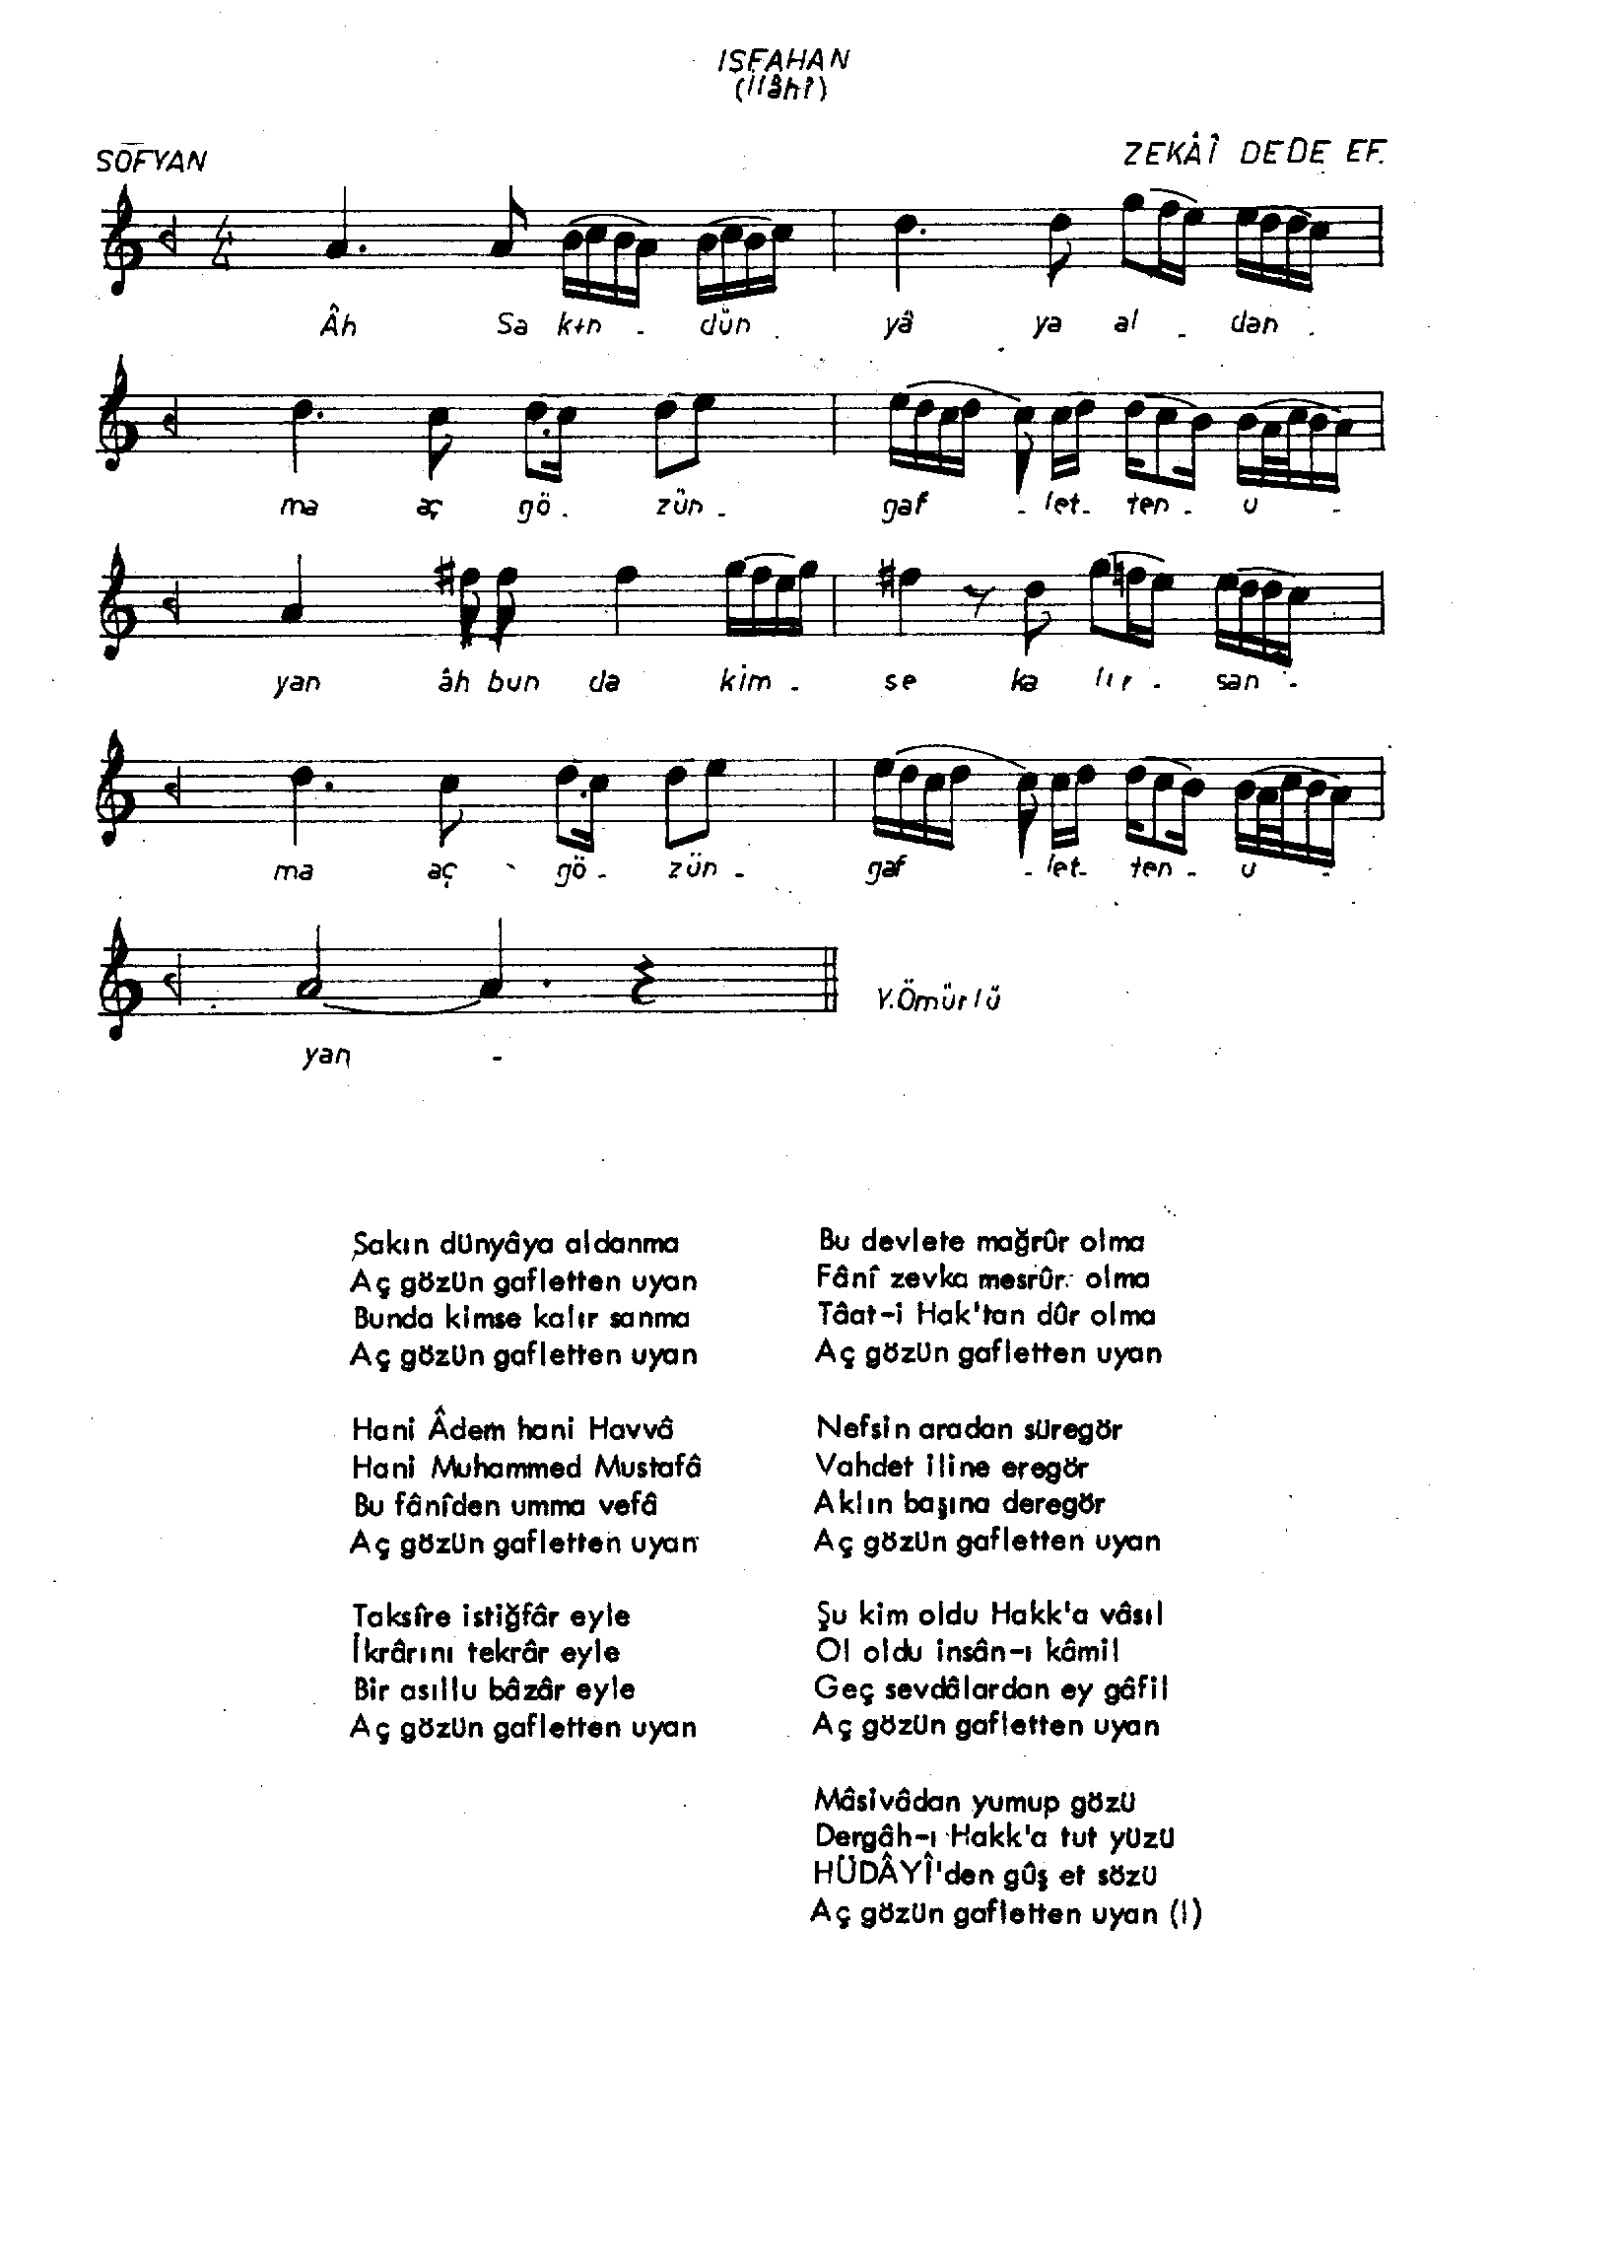 ISFAHAN
(İlâhî)
SOFYAN
ZEKÂÎ DEDE EF.
4
4
Âh Sa kın - dün - yâ ya al - dan -
ma aç gö - zün - gaf - let - ten - u -
yan âh bun da kim - se ka lır - san -
ma aç - gö - zün - gaf - let - ten - u -
yan -
Y.Ömürlü
Sakın dünyâya aldanma
Aç gözün gafletten uyan
Bunda kimse kalır sanma
Aç gözün gafletten uyan
Hani Âdem hani Havvâ
Hani Muhammed Mustafâ
Bu fânîden umma vefâ
Aç gözün gafletten uyan
Taksîre istiğfâr eyle
İkrârını tekrâr eyle
Bir asıllu bâzâr eyle
Aç gözün gafletten uyan
Bu devlete mağrûr olma
Fânî zevka mesrûr olma
Tâat-i Hak'tan dûr olma
Aç gözün gafletten uyan
Nefsin aradan süregör
Vahdet iline eregör
Aklın başına deregör
Aç gözün gafletten uyan
Şu kim oldu Hakk'a vâsıl
Ol oldu insân-ı kâmil
Geç sevdâlardan ey gâfil
Aç gözün gafletten uyan
Mâsivâdan yumup gözü
Dergâh-ı Hakk'a tut yüzü
HÜDÂYÎ'den gûş et sözü
Aç gözün gafletten uyan (1)